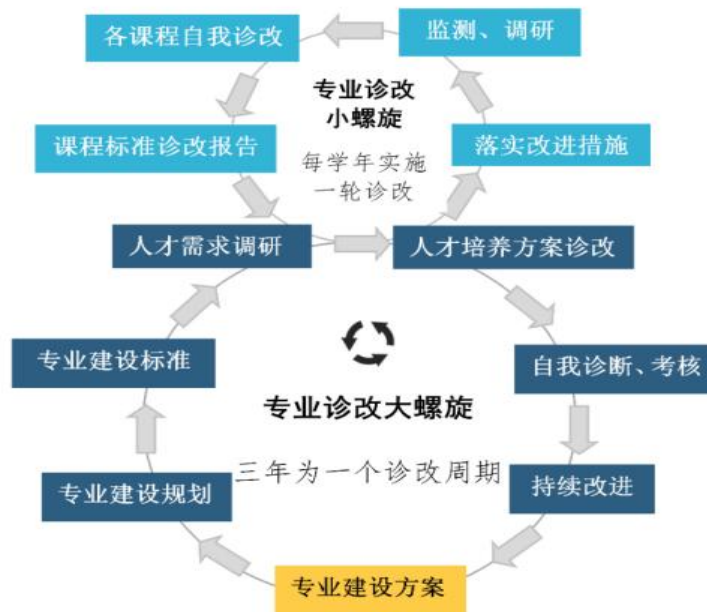 各课程自我诊改
监测、调研
专业诊改
小螺旋
课程标准诊改报告
落实改进措施
每学年实施
一轮诊改
人才需求调研
人才培养方案诊改
专业建设标准
自我诊断、考核
专业诊改大螺旋
三年为一个诊改周期
专业建设规划
持续改进
专业建设方案